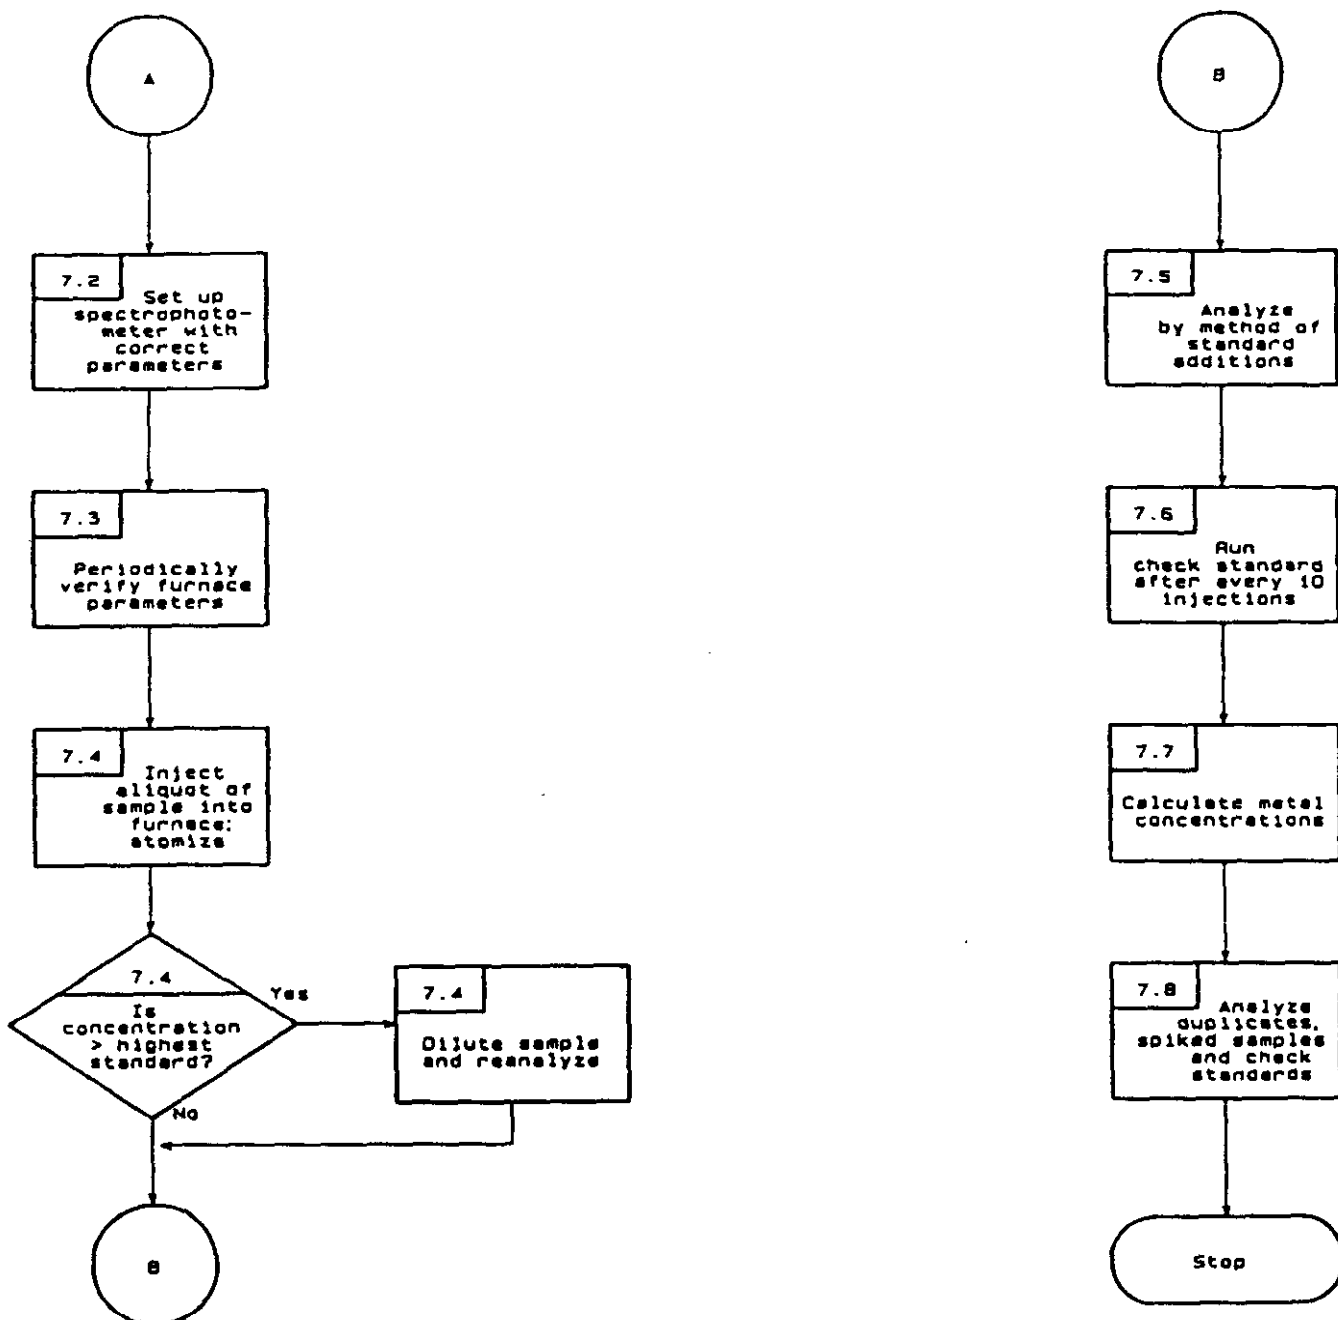 A
7.2
Set up
spectrophoto-
meter with
correct
parameters
7.3
Periodically
verify furnace
parameters
7.4
Inject
aliquot of
sample into
furnace;
atomize
7.4
Is
concentration
> highest
standard?
Yes
No
7.4
Dilute sample
and reanalyze
B
B
7.5
Analyze
by method of
standard
additions
7.6
Run
check standard
after every 10
injections
7.7
Calculate metal
concentrations
7.8
Analyze
duplicates,
spiked samples
and check
standards
Stop